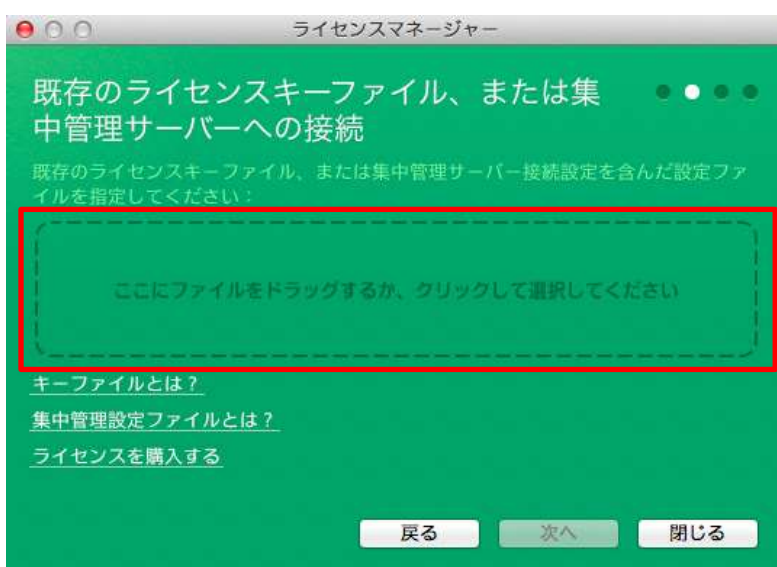 ライセンスマネージャー
既存のライセンスキーファイル、または集
中管理サーバーへの接続
既存のライセンスキーファイル、または集中管理サーバー接続設定を含んだ設定ファ
イルを指定してください：
ここにファイルをドラッグするか、クリックして選択してください
キーファイルとは？
集中管理設定ファイルとは？
ライセンスを購入する
戻る
次へ
閉じる